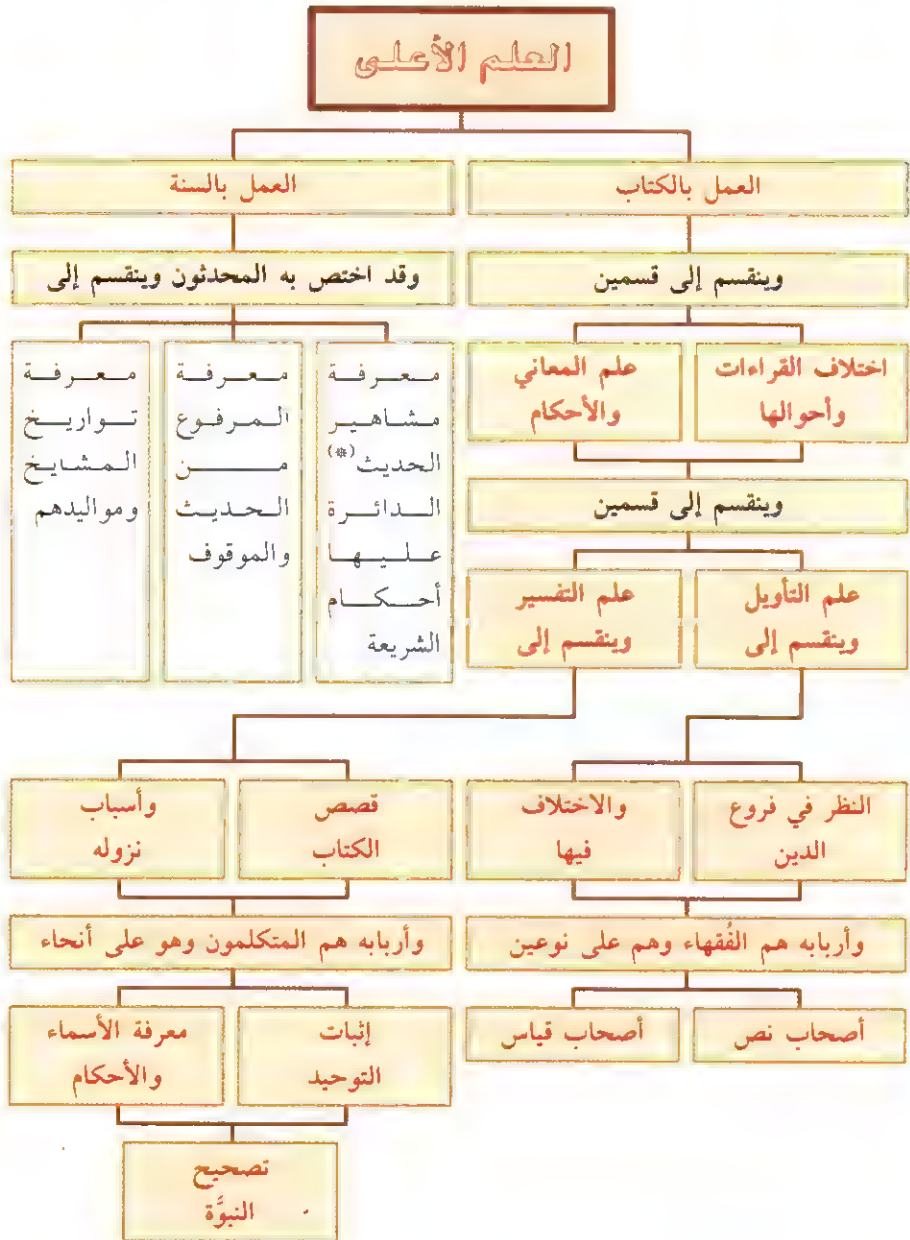 العلم الأعلى
العمل بالكتاب
العمل بالسنة
وينقسم إلى قسمين
وقد اختص به المحدثون وينقسم إلى
اختلاف القراءات
وأحوالها
علم المعاني
والأحكام
معرفة
مشاهير
الحديث(*)
الدائرة
عليها
أحكام
الشريعة
معرفة
المرفوع
من
الحديث
والموقوف
معرفة
تواريخ
المشايخ
ومواليدهم
وينقسم إلى قسمين
علم التأويل
وينقسم إلى
علم التفسير
وينقسم إلى
النظر في فروع
الدين
والاختلاف
فيها
قصص
الكتاب
وأسباب
نزوله
وأربابه هم الفُقهاء وهم على نوعين
وأربابه هم المتكلمون وهو على أنحاء
أصحاب نص
أصحاب قياس
إثبات
التوحيد
معرفة الأسماء
والأحكام
تصحيح
النبوَّة